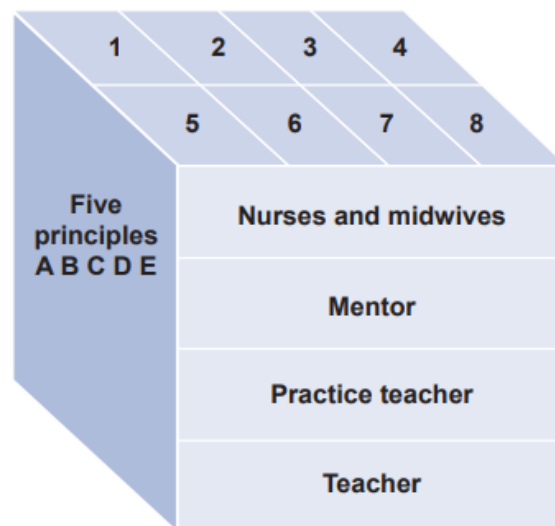 1 2 3 4
5 6 7 8
Five
principles
A B C D E
Nurses and midwives
Mentor
Practice teacher
Teacher